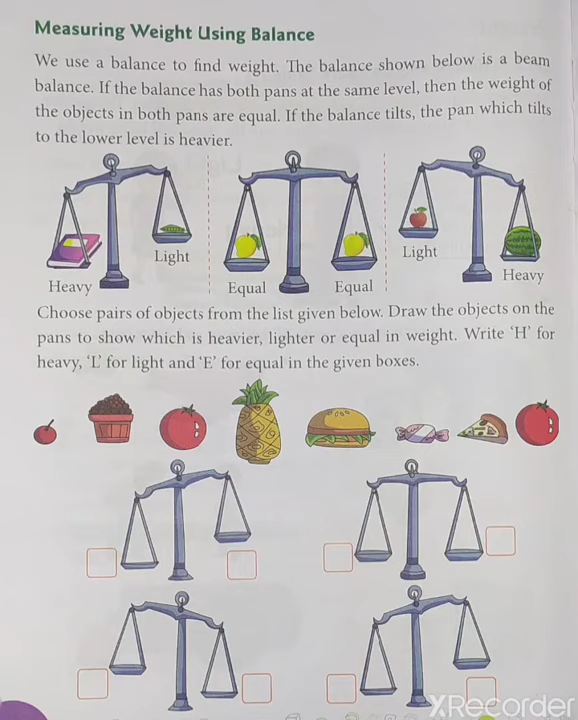 Measuring Weight Using Balance
We use a balance to find weight. The balance shown below is a beam
balance. If the balance has both pans at the same level, then the weight of
the objects in both pans are equal. If the balance tilts, the pan which tilts
to the lower level is heavier.
Heavy Light Equal Equal Light Heavy
Choose pairs of objects from the list given below. Draw the objects on the
pans to show which is heavier, lighter or equal in weight. Write ‘H’ for
heavy, ‘L’ for light and ‘E’ for equal in the given boxes.
XRecorder